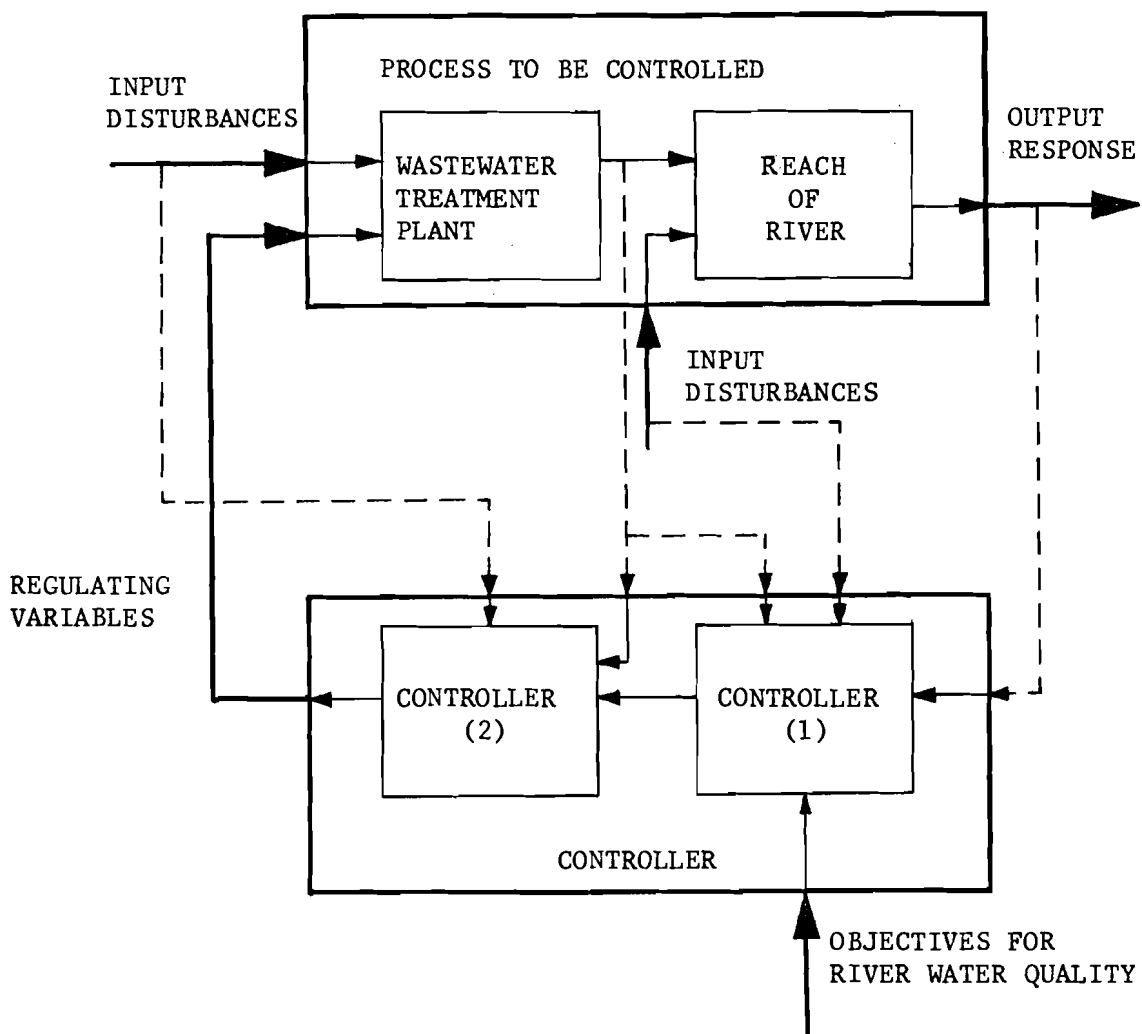 PROCESS TO BE CONTROLLED
INPUT
DISTURBANCES
OUTPUT
RESPONSE
WASTEWATER
TREATMENT
PLANT
REACH
OF
RIVER
INPUT
DISTURBANCES
REGULATING
VARIABLES
CONTROLLER
(2)
CONTROLLER
(1)
CONTROLLER
OBJECTIVES FOR
RIVER WATER QUALITY